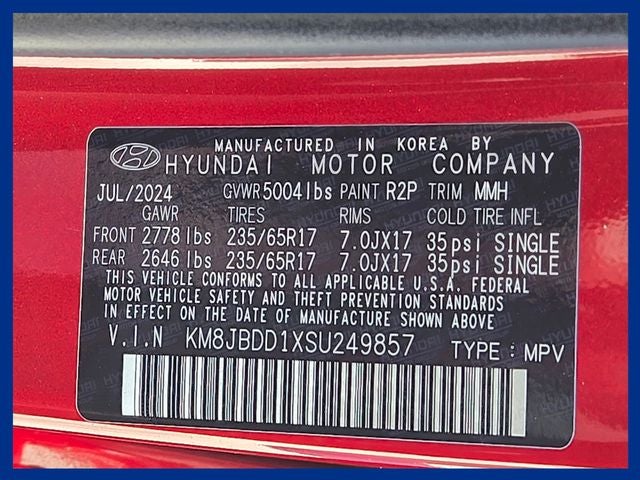 MANUFACTURED IN KOREA BY
HYUNDAI MOTOR COMPANY
JUL/2024 GVWR 5004lbs PAINT R2P TRIM MMH
GAWR TIRES RIMS COLD TIRE INFL
FRONT 2778 lbs 235/65R17 7.0JX17 35psi SINGLE
REAR 2646 lbs 235/65R17 7.0JX17 35psi SINGLE
THIS VEHICLE CONFORMS TO ALL APPLICABLE U.S.A. FEDERAL
MOTOR VEHICLE SAFETY AND THEFT PREVENTION STANDARDS
IN EFFECT ON THE DATE OF MANUFACTURE SHOWN ABOVE
V.I.N KM8JBDD1XSU249857 TYPE : MPV